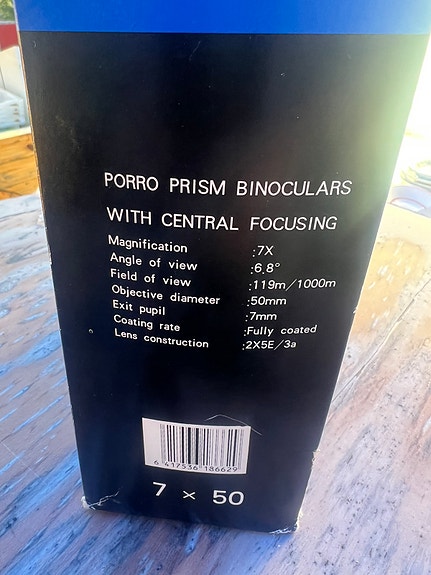 PORRO PRISM BINOCULARS
WITH CENTRAL FOCUSING
Magnification :7X
Angle of view :6.8°
Field of view :119m/1000m
Objective diameter :50mm
Exit pupil :7mm
Coating rate :Fully coated
Lens construction :2X5E/3a
6 417536 186629
7 × 50